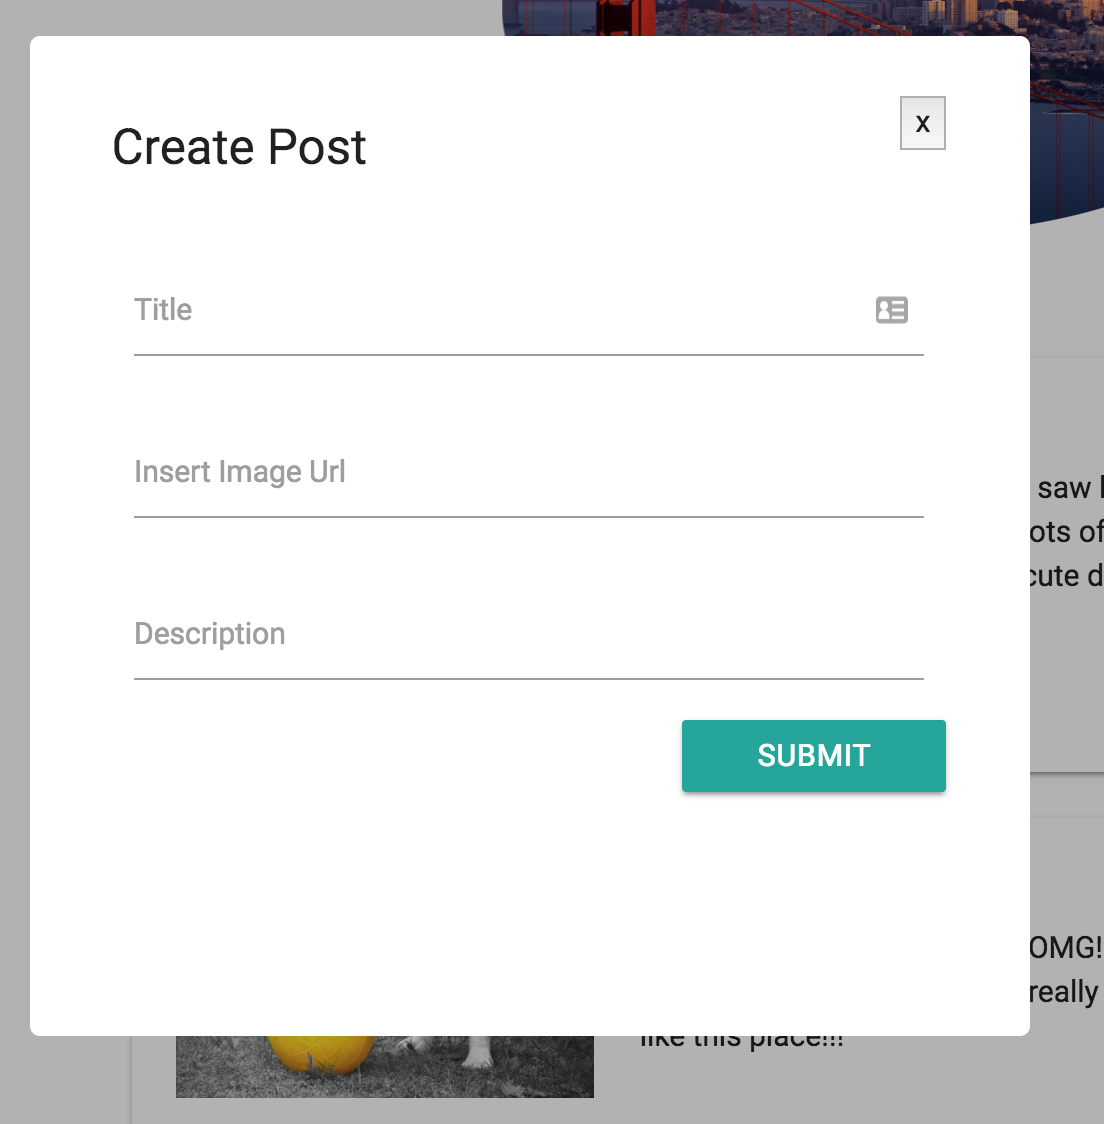 Create Post
X
Title
Insert Image Url
Description
SUBMIT
saw
ots of
cute d
OMG!
really
like this place!!!